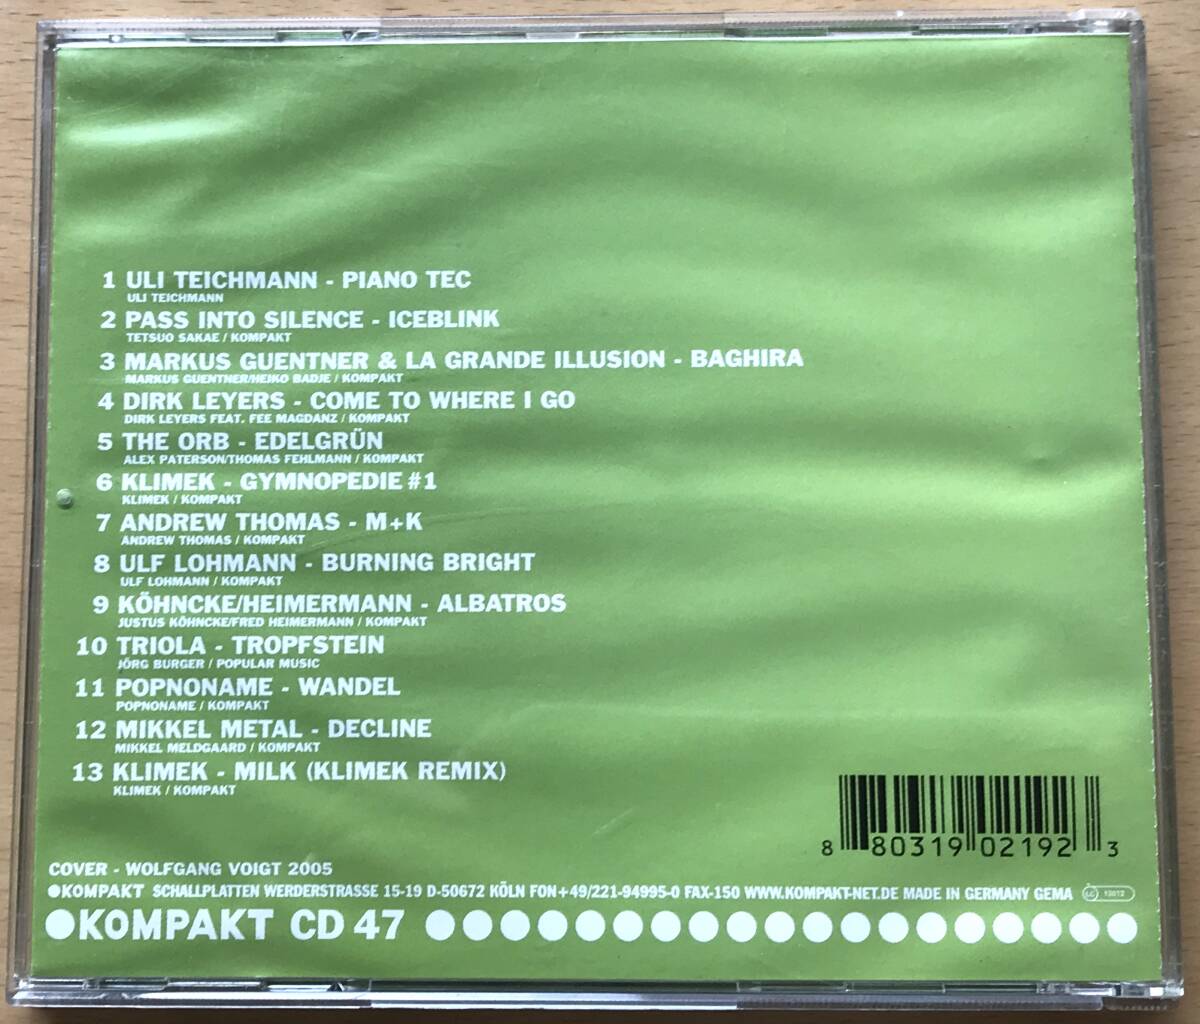 1 ULI TEICHMANN - PIANO TEC
ULI TEICHMANN
2 PASS INTO SILENCE - ICEBLINK
TETSUO SAKAE / KOMPAKT
3 MARKUS GUENTNER & LA GRANDE ILLUSION - BAGHIRA
MARKUS GUENTNER/HEIKO BADJE / KOMPAKT
4 DIRK LEYERS - COME TO WHERE I GO
DIRK LEYERS FEAT. FEE MAGDANZ / KOMPAKT
5 THE ORB - EDELGRÜN
ALEX PATERSON/THOMAS FEHLMANN / KOMPAKT
6 KLIMEK - GYMNOPEDIE #1
KLIMEK / KOMPAKT
7 ANDREW THOMAS - M+K
ANDREW THOMAS / KOMPAKT
8 ULF LOHMANN - BURNING BRIGHT
ULF LOHMANN / KOMPAKT
9 KÖHNCKE/HEIMERMANN - ALBATROS
JUSTUS KÖHNCKE/FRED HEIMERMANN / KOMPAKT
10 TRIOLA - TROPFSTEIN
JÖRG BURGER / POPULAR MUSIC
11 POPNONAME - WANDEL
POPNONAME / KOMPAKT
12 MIKKEL METAL - DECLINE
MIKKEL MELDGAARD / KOMPAKT
13 KLIMEK - MILK (KLIMEK REMIX)
KLIMEK / KOMPAKT
8 80319 02192 3
COVER - WOLFGANG VOIGT 2005
KOMPAKT SCHALLPLATTEN WERDERSTRASSE 15-19 D-50672 KÖLN FON+49/221-94995-0 FAX-150 WWW.KOMPAKT-NET.DE MADE IN GERMANY GEMA LC
KOMPAKT CD 47